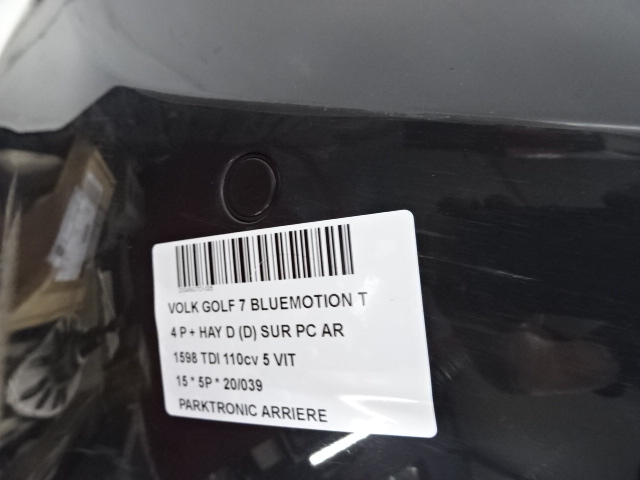 VOLK GOLF 7 BLUEMOTION T
4 P + HAY D (D) SUR PC AR
1598 TDI 110cv 5 VIT
15 * 5P * 20/039
PARKTRONIC ARRIERE